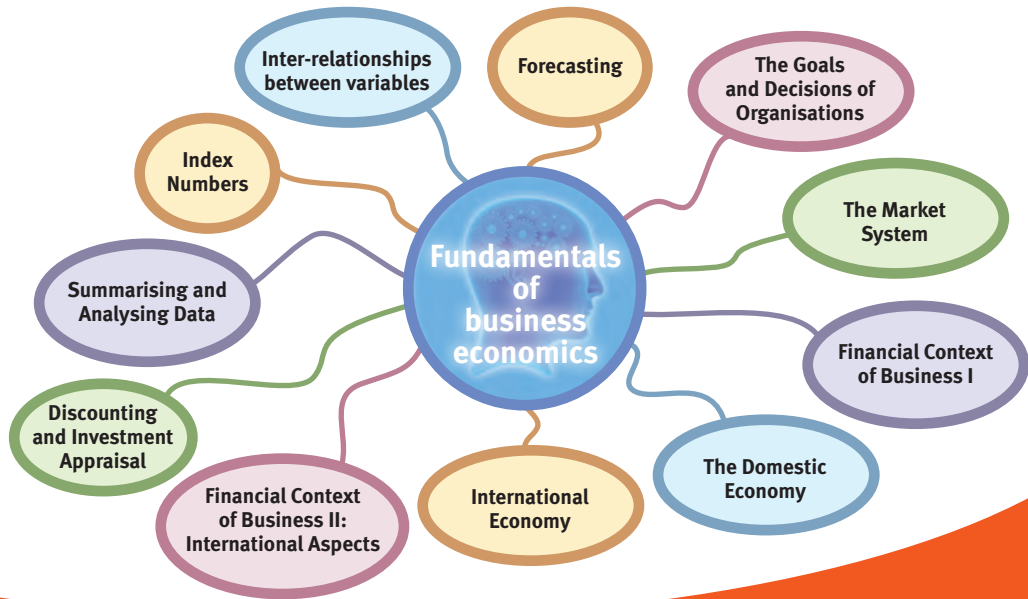 Fundamentals
of
business
economics
Forecasting
The Goals
and Decisions of
Organisations
The Market
System
Financial Context
of Business I
The Domestic
Economy
International
Economy
Financial Context
of Business II:
International Aspects
Discounting
and Investment
Appraisal
Summarising and
Analysing Data
Index
Numbers
Inter-relationships
between variables